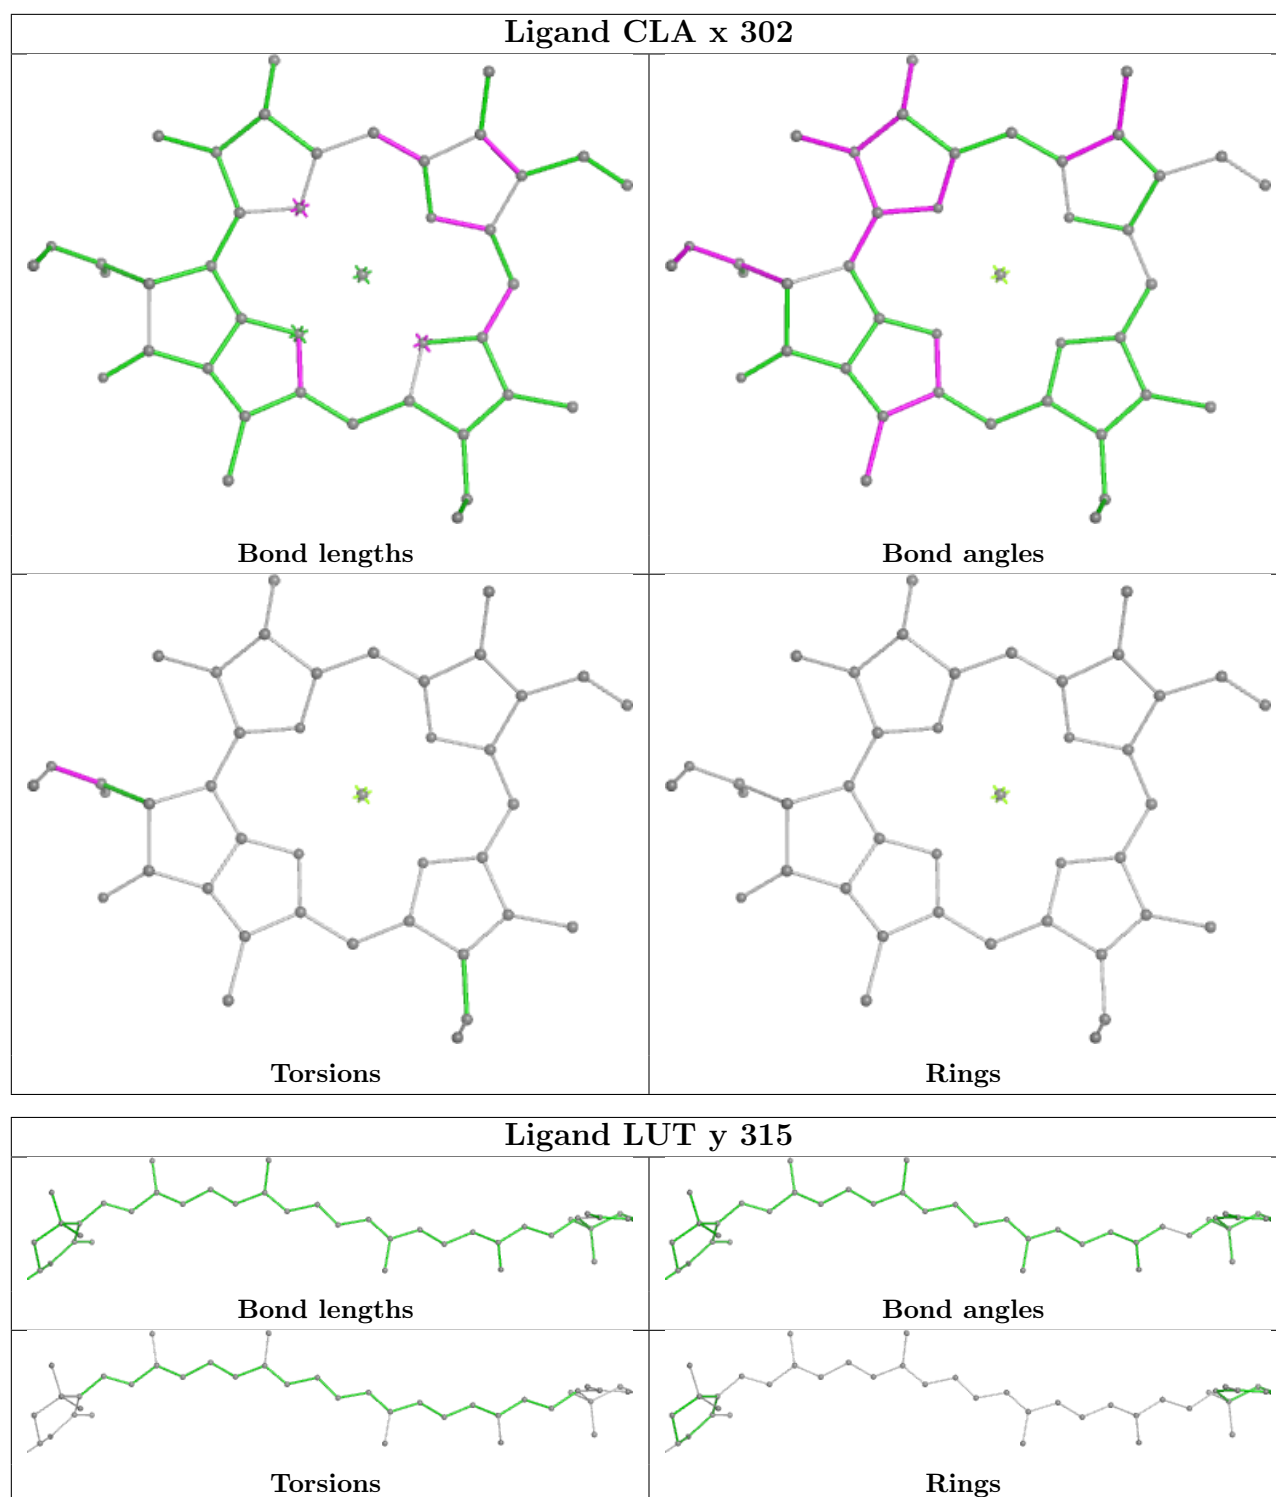 Ligand CLA x 302
Bond lengths
Bond angles
Torsions
Rings
Ligand LUT y 315
Bond lengths
Bond angles
Torsions
Rings